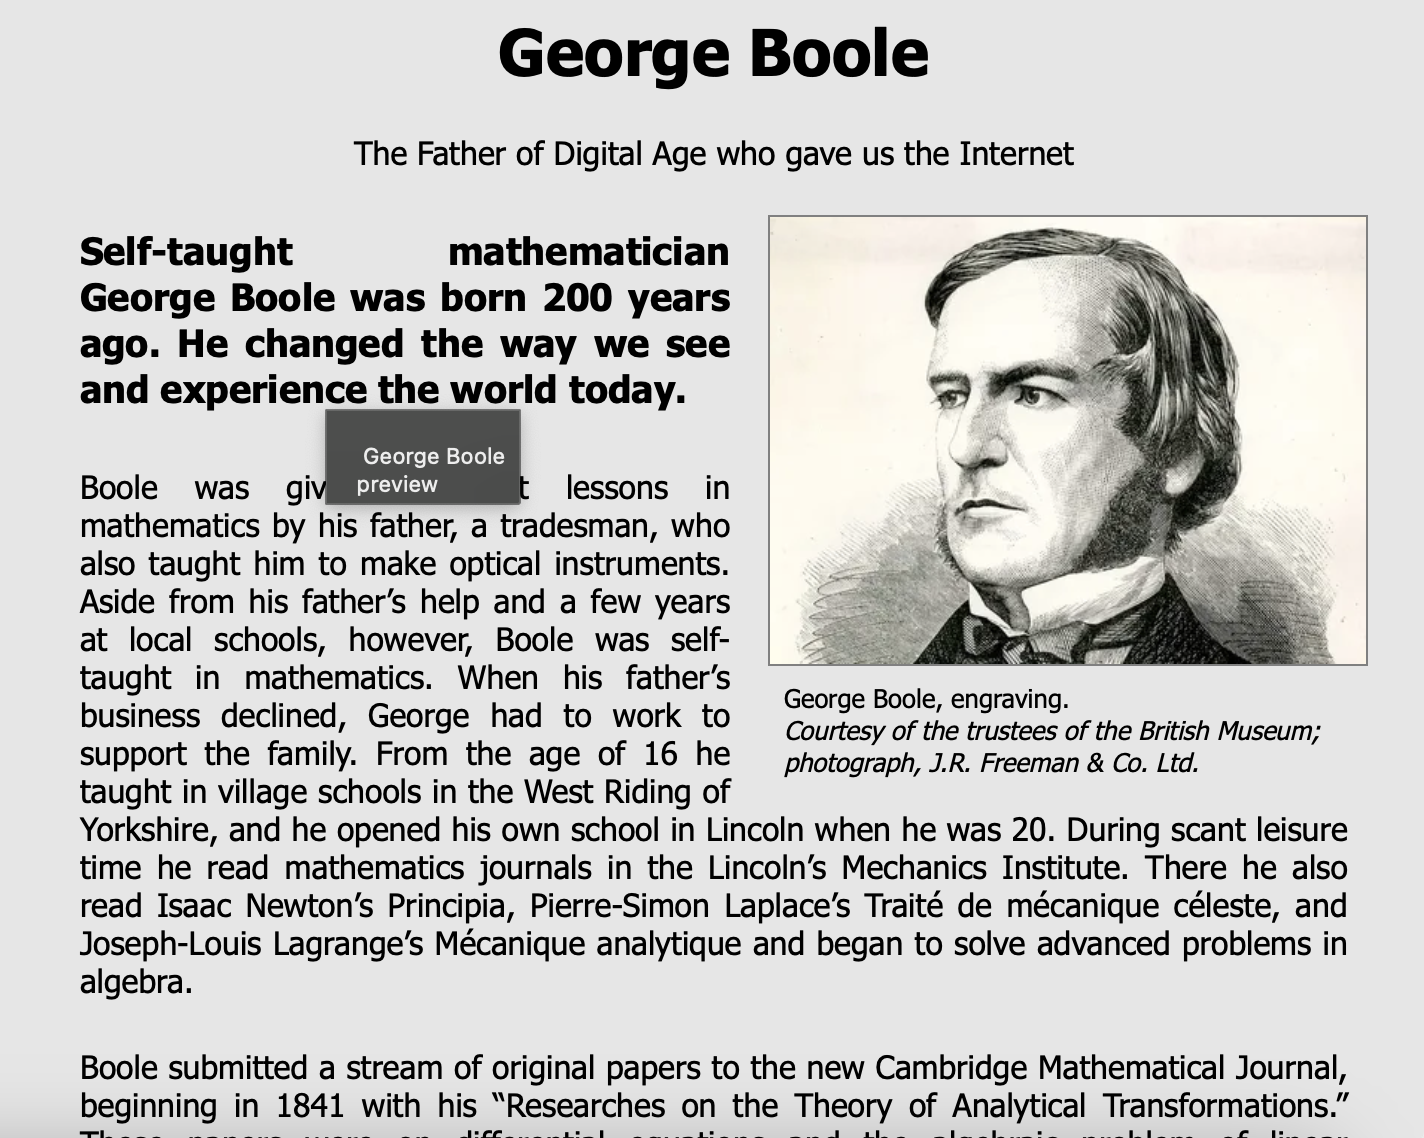 George Boole
The Father of Digital Age who gave us the Internet
Self-taught mathematician
George Boole was born 200 years
ago. He changed the way we see
and experience the world today.
George Boole
preview
Boole was giv t lessons in
mathematics by his father, a tradesman, who
also taught him to make optical instruments.
Aside from his father’s help and a few years
at local schools, however, Boole was self-
taught in mathematics. When his father’s
business declined, George had to work to
support the family. From the age of 16 he
taught in village schools in the West Riding of
Yorkshire, and he opened his own school in Lincoln when he was 20. During scant leisure
time he read mathematics journals in the Lincoln’s Mechanics Institute. There he also
read Isaac Newton’s Principia, Pierre-Simon Laplace’s Traité de mécanique céleste, and
Joseph-Louis Lagrange’s Mécanique analytique and began to solve advanced problems in
algebra.
George Boole, engraving.
Courtesy of the trustees of the British Museum;
photograph, J.R. Freeman & Co. Ltd.
Boole submitted a stream of original papers to the new Cambridge Mathematical Journal,
beginning in 1841 with his “Researches on the Theory of Analytical Transformations.”